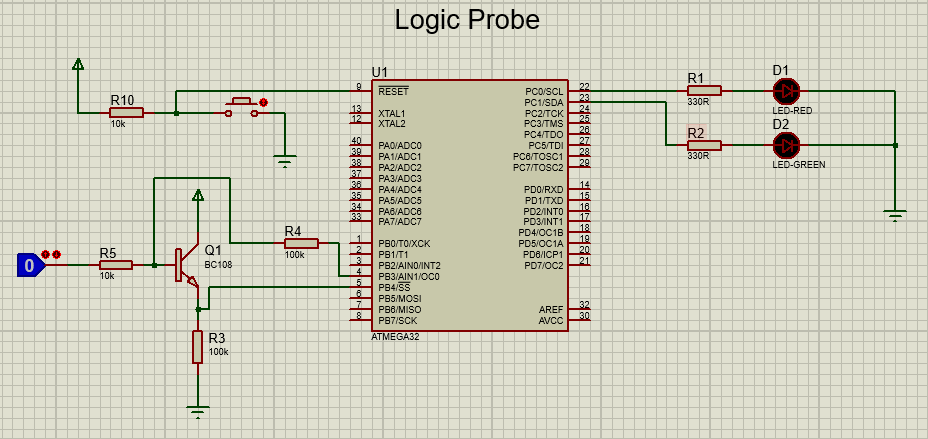 Logic Probe
U1
9 RESET
13 XTAL1
12 XTAL2
40 PA0/ADC0
39 PA1/ADC1
38 PA2/ADC2
37 PA3/ADC3
36 PA4/ADC4
35 PA5/ADC5
34 PA6/ADC6
33 PA7/ADC7
1 PB0/T0/XCK
2 PB1/T1
3 PB2/AIN0/INT2
4 PB3/AIN1/OC0
5 PB4/SS
6 PB5/MOSI
7 PB6/MISO
8 PB7/SCK
PC0/SCL 22
PC1/SDA 23
PC2/TCK 24
PC3/TMS 25
PC4/TDO 26
PC5/TDI 27
PC6/TOSC1 28
PC7/TOSC2 29
PD0/RXD 14
PD1/TXD 15
PD2/INT0 16
PD3/INT1 17
PD4/OC1B 18
PD5/OC1A 19
PD6/ICP1 20
PD7/OC2 21
AREF 32
AVCC 30
ATMEGA32
R10
10k
R5
10k
0
Q1
BC108
R4
100k
R3
100k
R1
330R
D1
LED-RED
R2
330R
D2
LED-GREEN